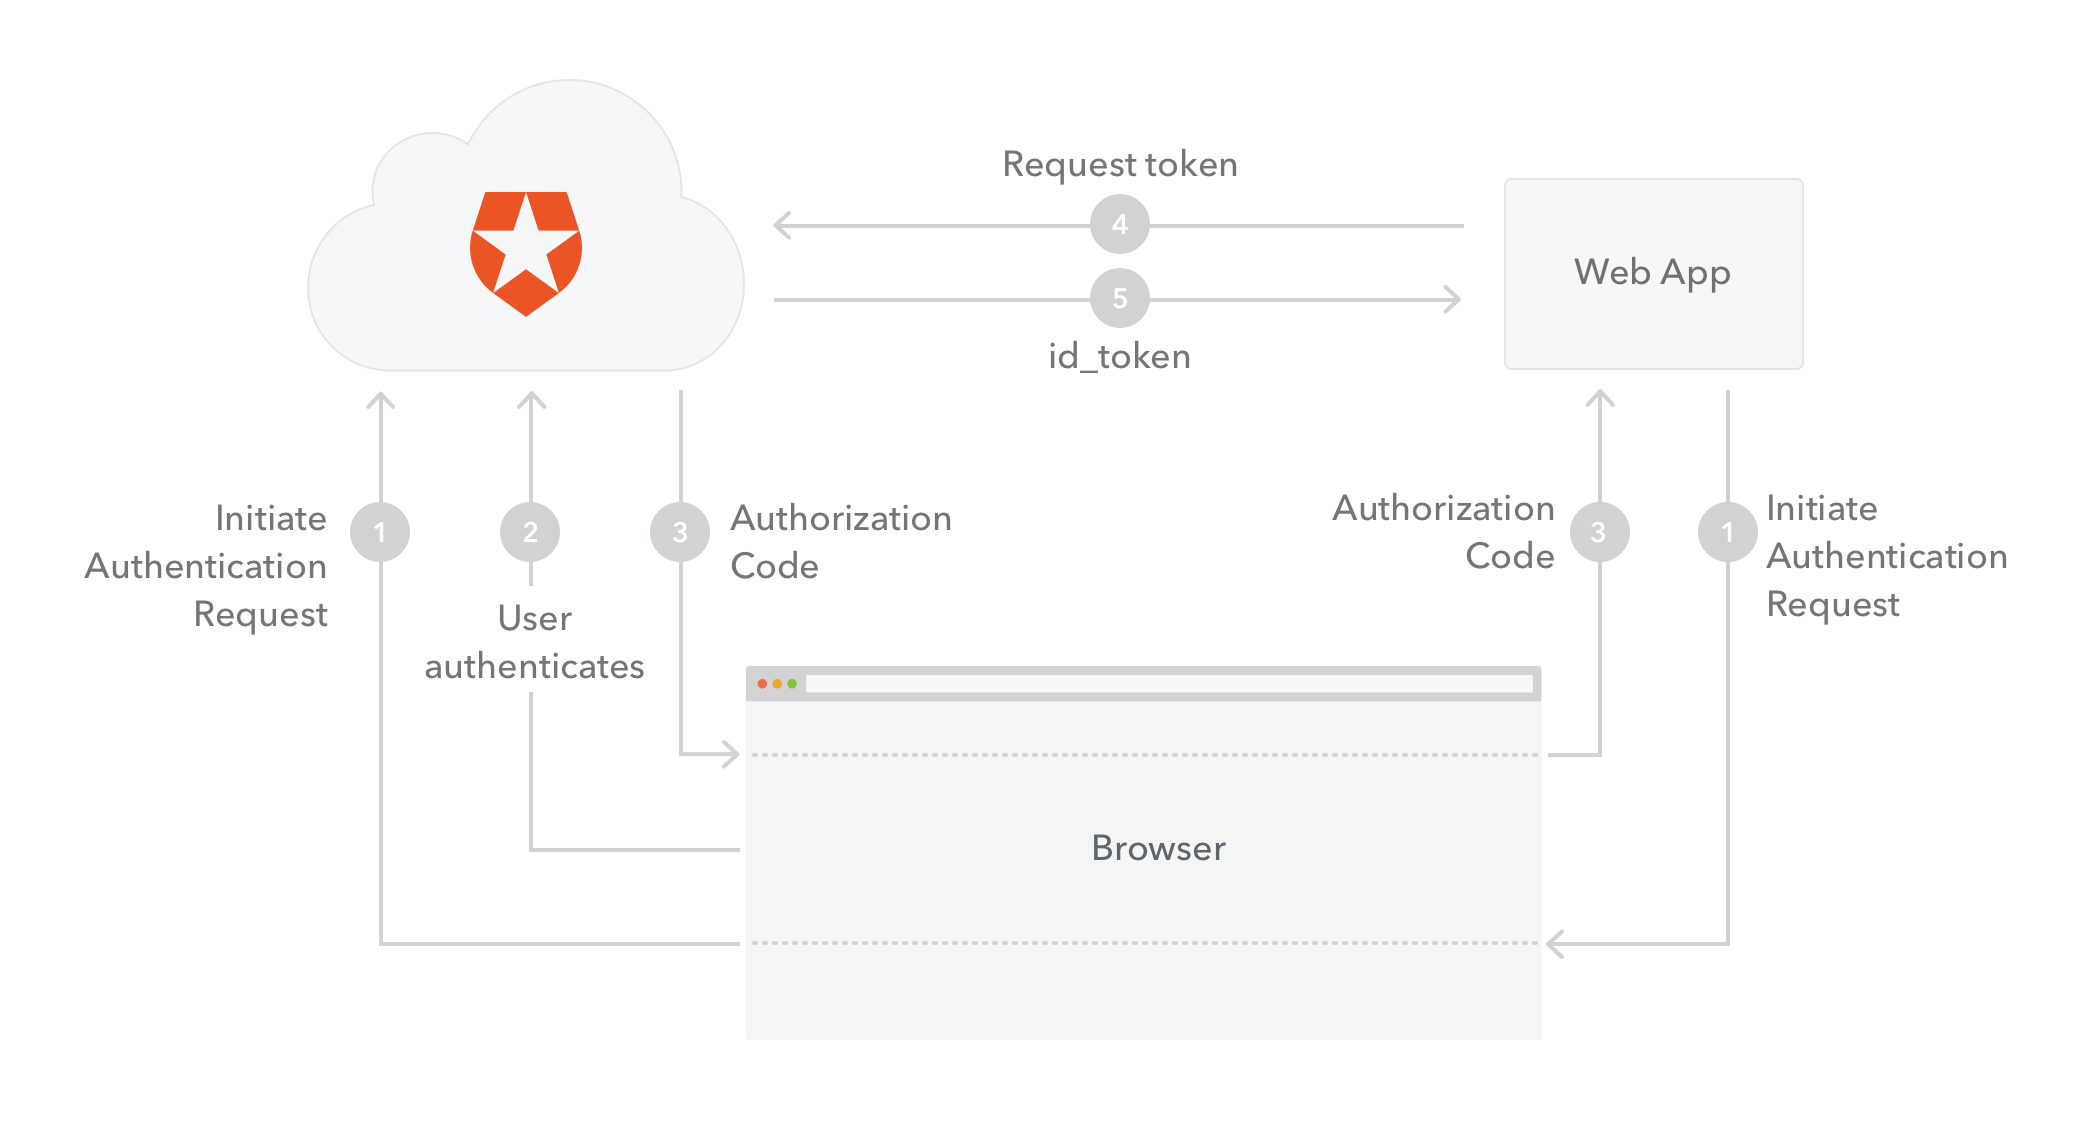 Request token
4
5
id_token
Web App
Initiate
Authentication
Request
1
2
User
authenticates
3
Authorization
Code
Authorization
Code
3
1
Initiate
Authentication
Request
Browser